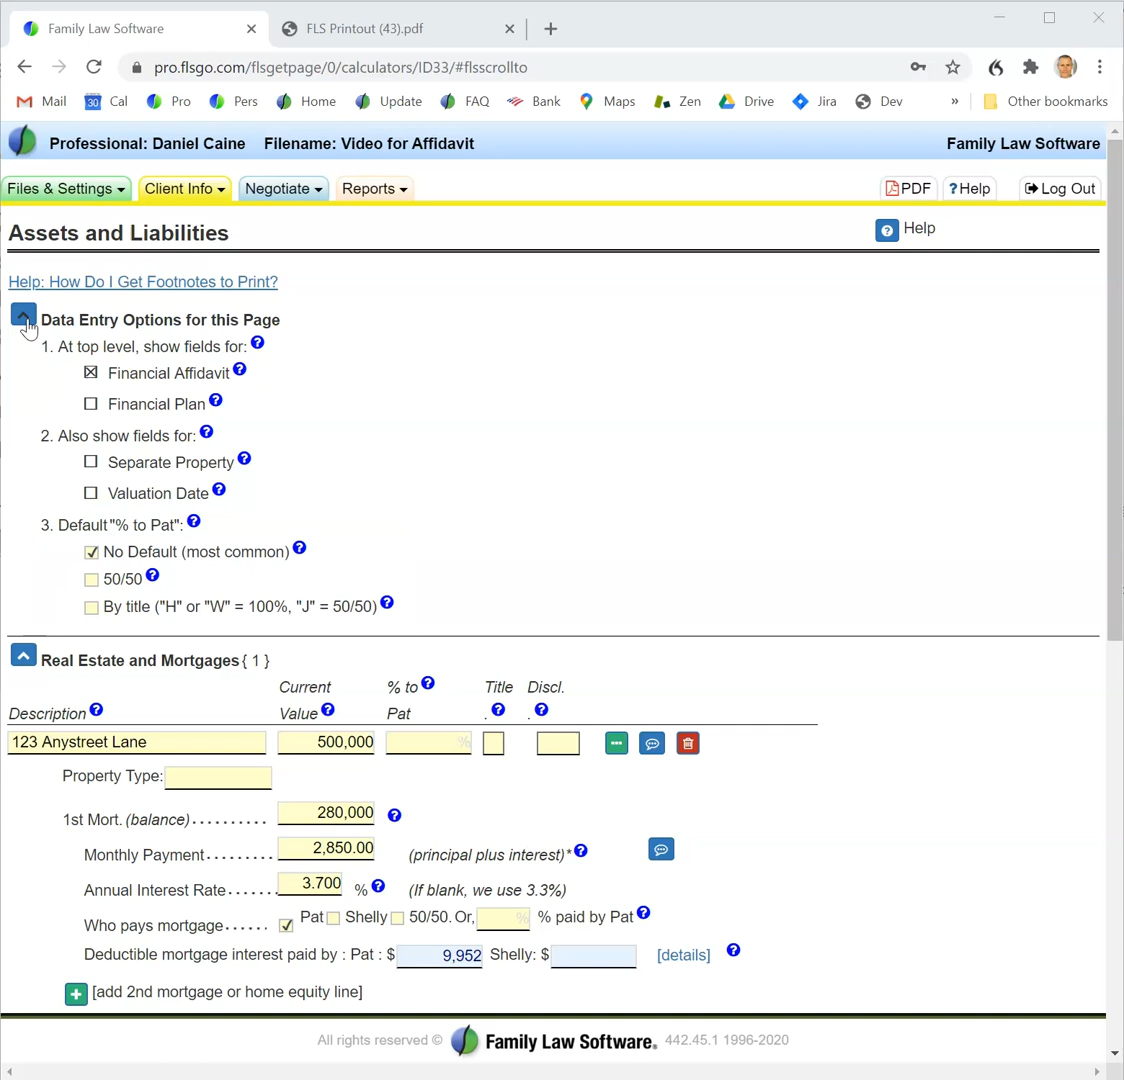 Family Law Software
FLS Printout (43).pdf
pro.flsgo.com/flsgetpage/0/calculators/ID33/#flsscrollto
Mail 30 Cal Pro Pers Home Update FAQ Bank Maps Zen Drive Jira Dev » Other bookmarks
Professional: Daniel Caine Filename: Video for Affidavit Family Law Software
Files & Settings Client Info Negotiate Reports PDF ? Help Log Out
Assets and Liabilities ? Help
Help: How Do I Get Footnotes to Print?
Data Entry Options for this Page
1. At top level, show fields for: ?
Financial Affidavit ?
Financial Plan ?
2. Also show fields for: ?
Separate Property ?
Valuation Date ?
3. Default "% to Pat": ?
No Default (most common) ?
50/50 ?
By title ("H" or "W" = 100%, "J" = 50/50) ?
Real Estate and Mortgages { 1 }
Current % to ? Title Discl.
Description ? Value ? Pat . ? . ?
123 Anystreet Lane 500,000 %
Property Type:
1st Mort. (balance) . . . . . . . . . . 280,000 ?
Monthly Payment . . . . . . . . 2,850.00 (principal plus interest)* ?
Annual Interest Rate . . . . . . . 3.700 % ? (If blank, we use 3.3%)
Who pays mortgage . . . . . . Pat Shelly 50/50. Or, % % paid by Pat ?
Deductible mortgage interest paid by : Pat : $ 9,952 Shelly: $ [details] ?
+ [add 2nd mortgage or home equity line]
All rights reserved © Family Law Software. 442.45.1 1996-2020